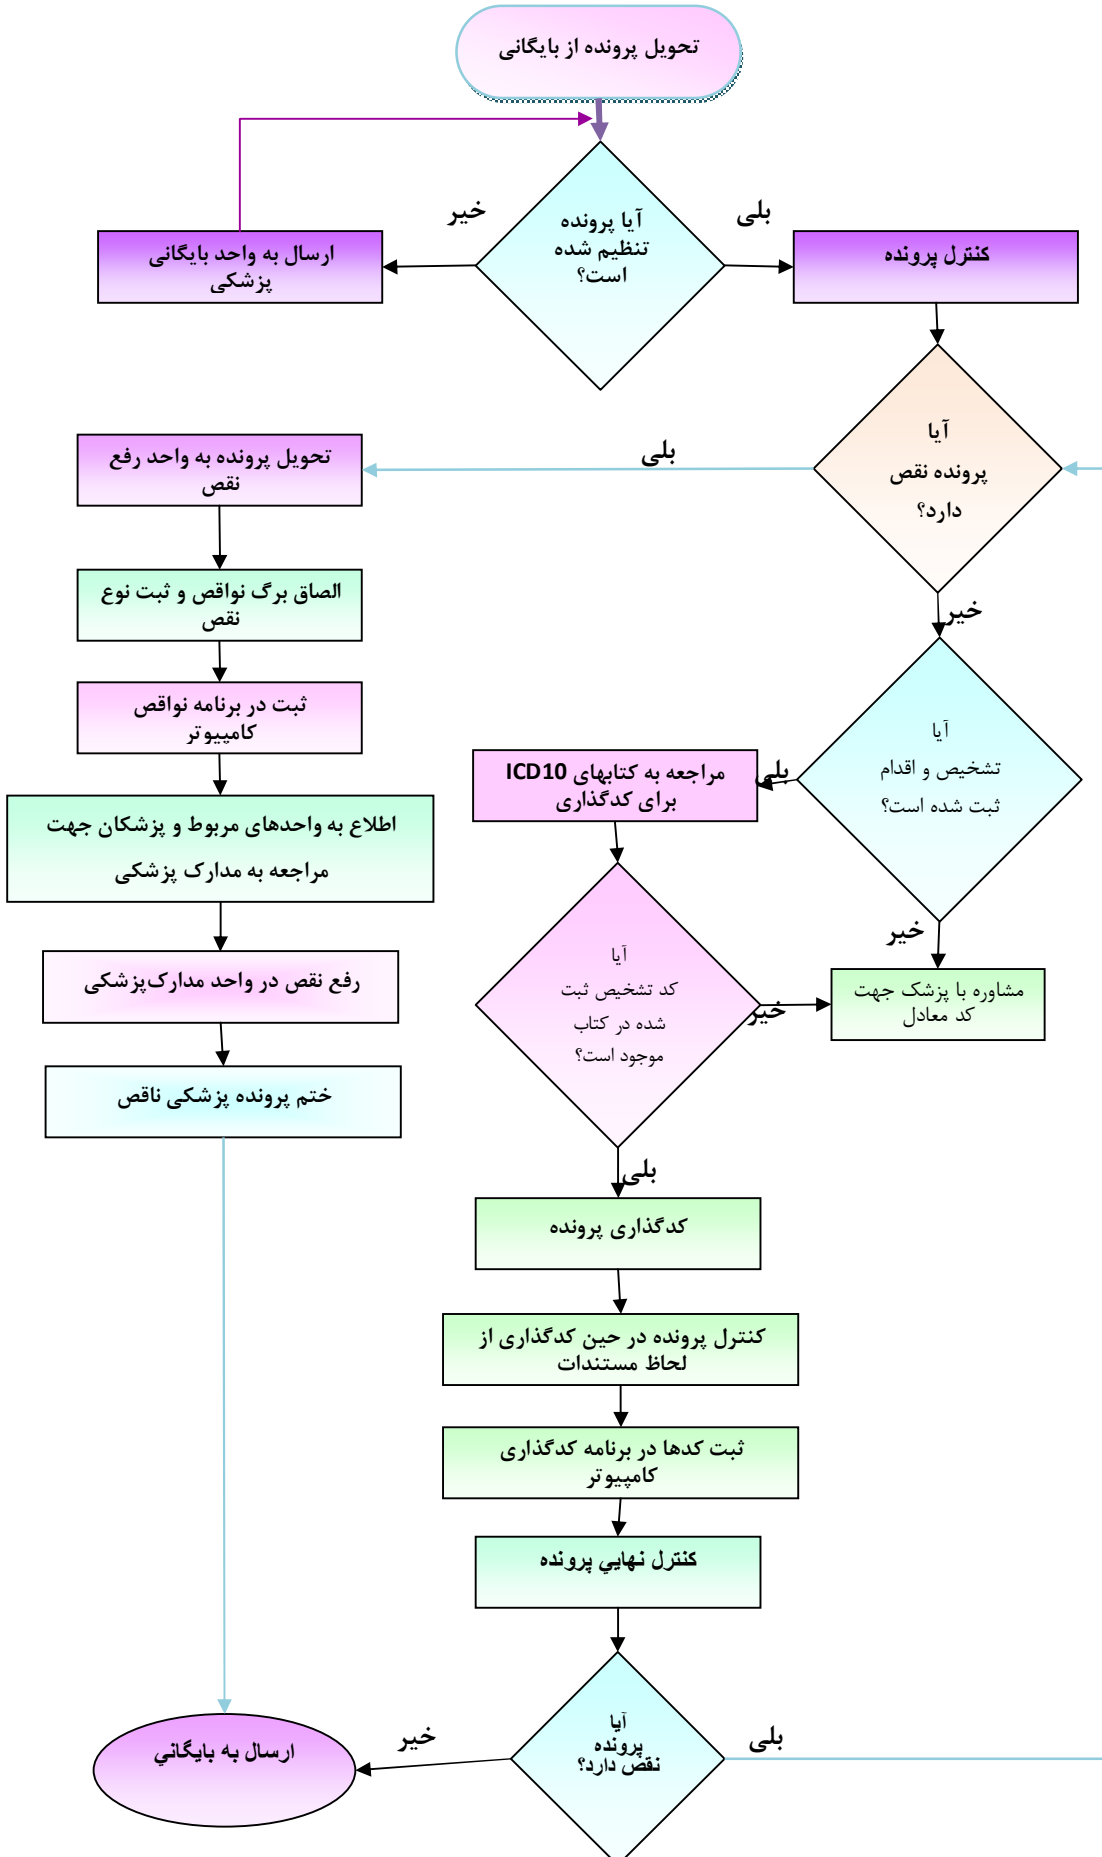 تحویل پرونده از بایگانی
آیا پرونده
تنظیم شده
است؟
خیر
بلی
ارسال به واحد بایگانی
پزشکی
کنترل پرونده
آیا
پرونده نقص
دارد؟
بلی
خیر
تحویل پرونده به واحد رفع
نقص
الصاق برگ نواقص و ثبت نوع
نقص
ثبت در برنامه نواقص
کامپیوتر
اطلاع به واحدهای مربوط و پزشکان جهت
مراجعه به مدارک پزشکی
رفع نقص در واحد مدارک‌پزشکی
ختم پرونده پزشکی ناقص
آیا
تشخیص و اقدام
ثبت شده است؟
بلی
خیر
مراجعه به کتابهای ICD10
برای کدگذاری
مشاوره با پزشک جهت
کد معادل
آیا
کد تشخیص ثبت
شده در کتاب
موجود است؟
خیر
بلی
کدگذاری پرونده
کنترل پرونده در حین کدگذاری از
لحاظ مستندات
ثبت کدها در برنامه کدگذاری
کامپیوتر
کنترل نهايي پرونده
آیا
پرونده
نقص دارد؟
خیر
بلی
ارسال به بايگاني